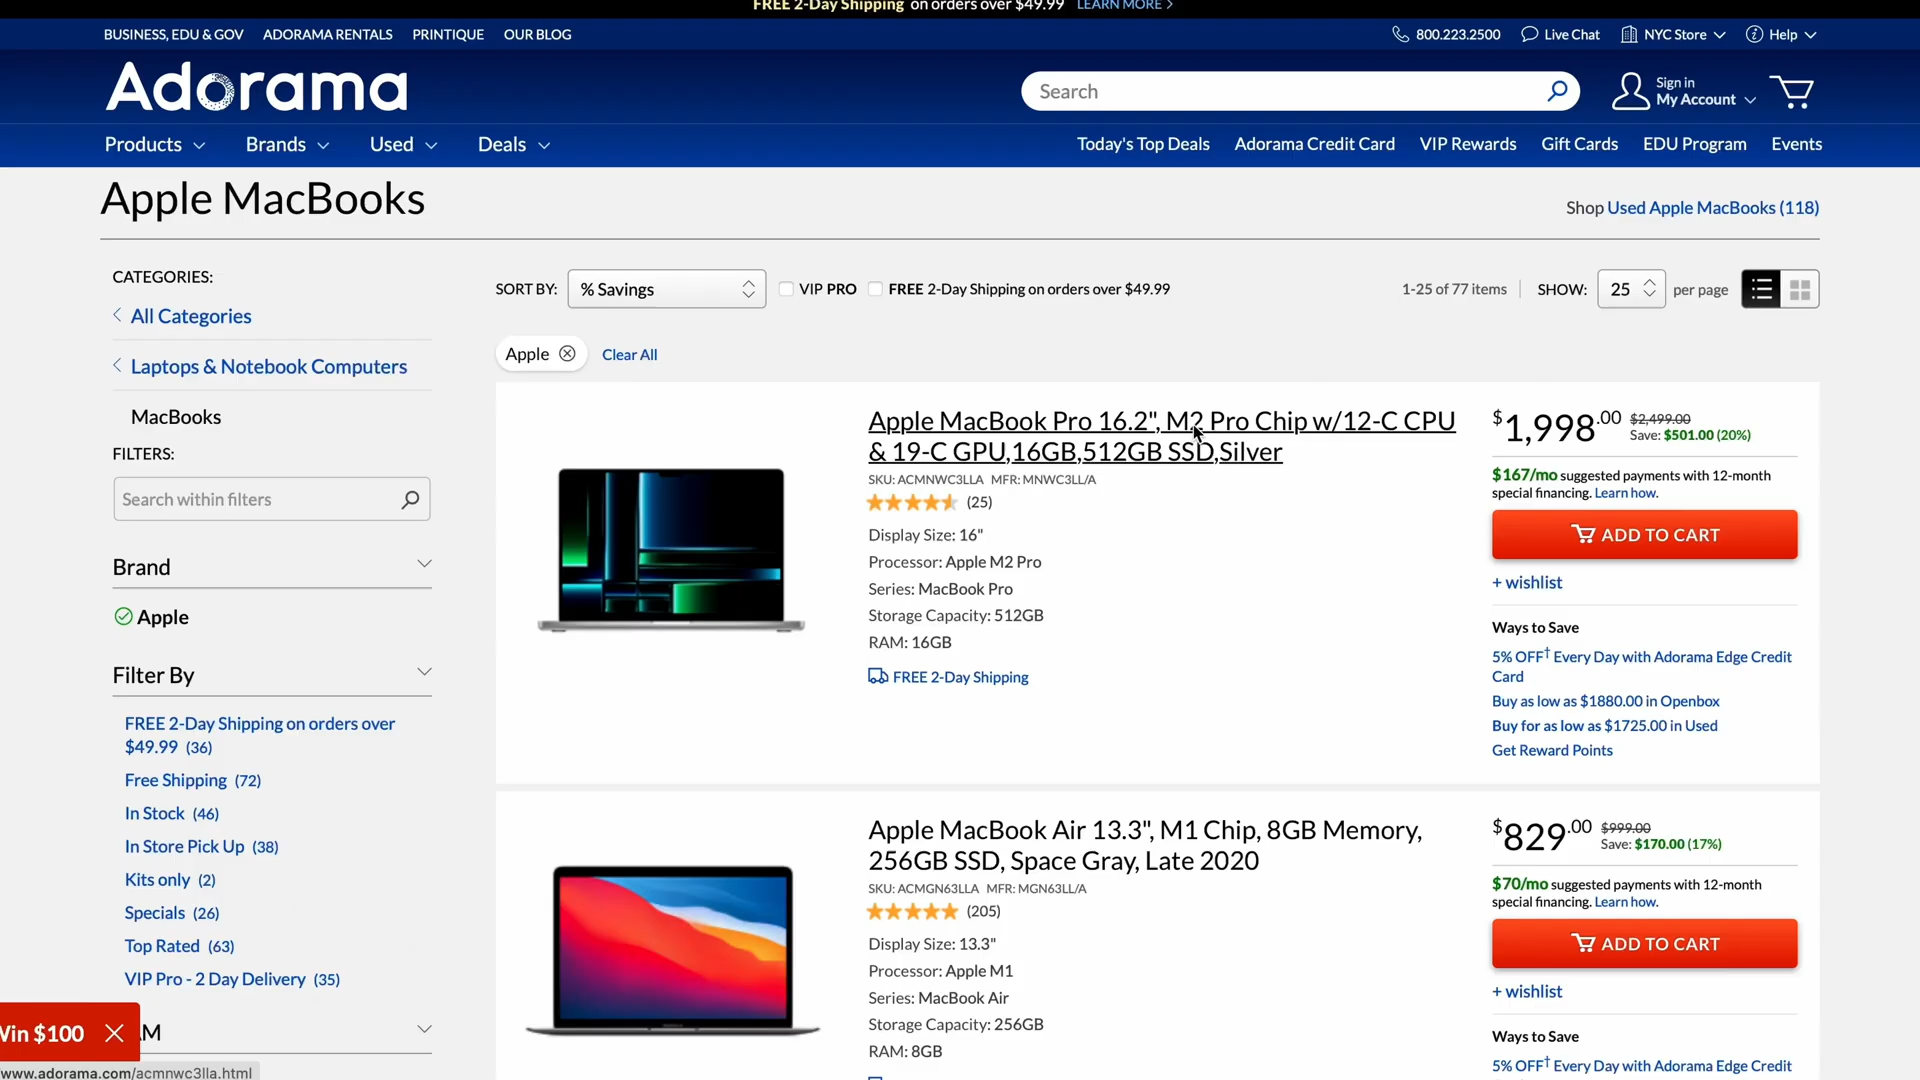 FREE 2-Day Shipping on orders over $49.99 LEARN MORE
BUSINESS, EDU & GOV ADORAMA RENTALS PRINTIQUE OUR BLOG
800.223.2500 Live Chat NYC Store Help
Adorama
Search
Sign in
My Account
Products Brands Used Deals
Today's Top Deals Adorama Credit Card VIP Rewards Gift Cards EDU Program Events
Apple MacBooks
Shop Used Apple MacBooks (118)
CATEGORIES:
All Categories
Laptops & Notebook Computers
MacBooks
FILTERS:
Search within filters
Brand
Apple
Filter By
FREE 2-Day Shipping on orders over
$49.99 (36)
Free Shipping (72)
In Stock (46)
In Store Pick Up (38)
Kits only (2)
Specials (26)
Top Rated (63)
VIP Pro - 2 Day Delivery (35)
Win $100
www.adorama.com/acmnwc3lla.html
SORT BY: % Savings VIP PRO FREE 2-Day Shipping on orders over $49.99
1-25 of 77 items SHOW: 25 per page
Apple Clear All
Apple MacBook Pro 16.2", M2 Pro Chip w/12-C CPU
& 19-C GPU,16GB,512GB SSD,Silver
SKU: ACMNWC3LLA MFR: MNWC3LL/A
(25)
Display Size: 16"
Processor: Apple M2 Pro
Series: MacBook Pro
Storage Capacity: 512GB
RAM: 16GB
FREE 2-Day Shipping
$1,998.00 $2,499.00
Save: $501.00 (20%)
$167/mo suggested payments with 12-month
special financing. Learn how.
ADD TO CART
+ wishlist
Ways to Save
5% OFF† Every Day with Adorama Edge Credit
Card
Buy as low as $1880.00 in Openbox
Buy for as low as $1725.00 in Used
Get Reward Points
Apple MacBook Air 13.3", M1 Chip, 8GB Memory,
256GB SSD, Space Gray, Late 2020
SKU: ACMGN63LLA MFR: MGN63LL/A
(205)
Display Size: 13.3"
Processor: Apple M1
Series: MacBook Air
Storage Capacity: 256GB
RAM: 8GB
$829.00 $999.00
Save: $170.00 (17%)
$70/mo suggested payments with 12-month
special financing. Learn how.
ADD TO CART
+ wishlist
Ways to Save
5% OFF† Every Day with Adorama Edge Credit